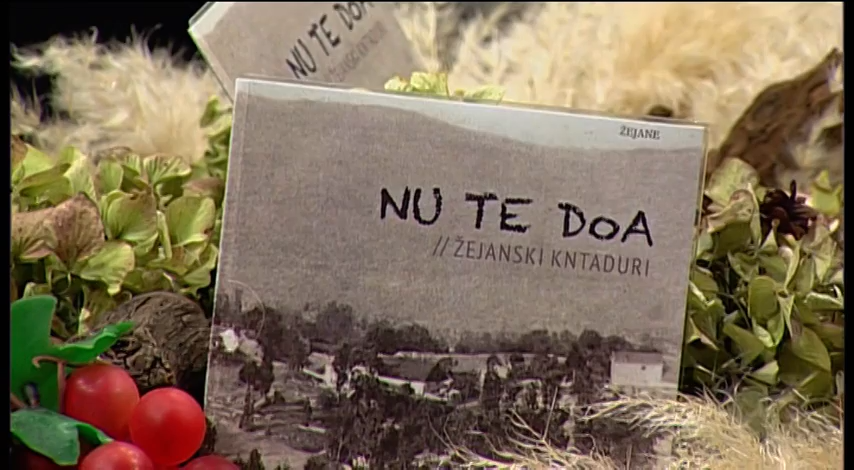 NU TE DOA
ŽEJANE
NU TE DOA
// ŽEJANSKI KNTADURI